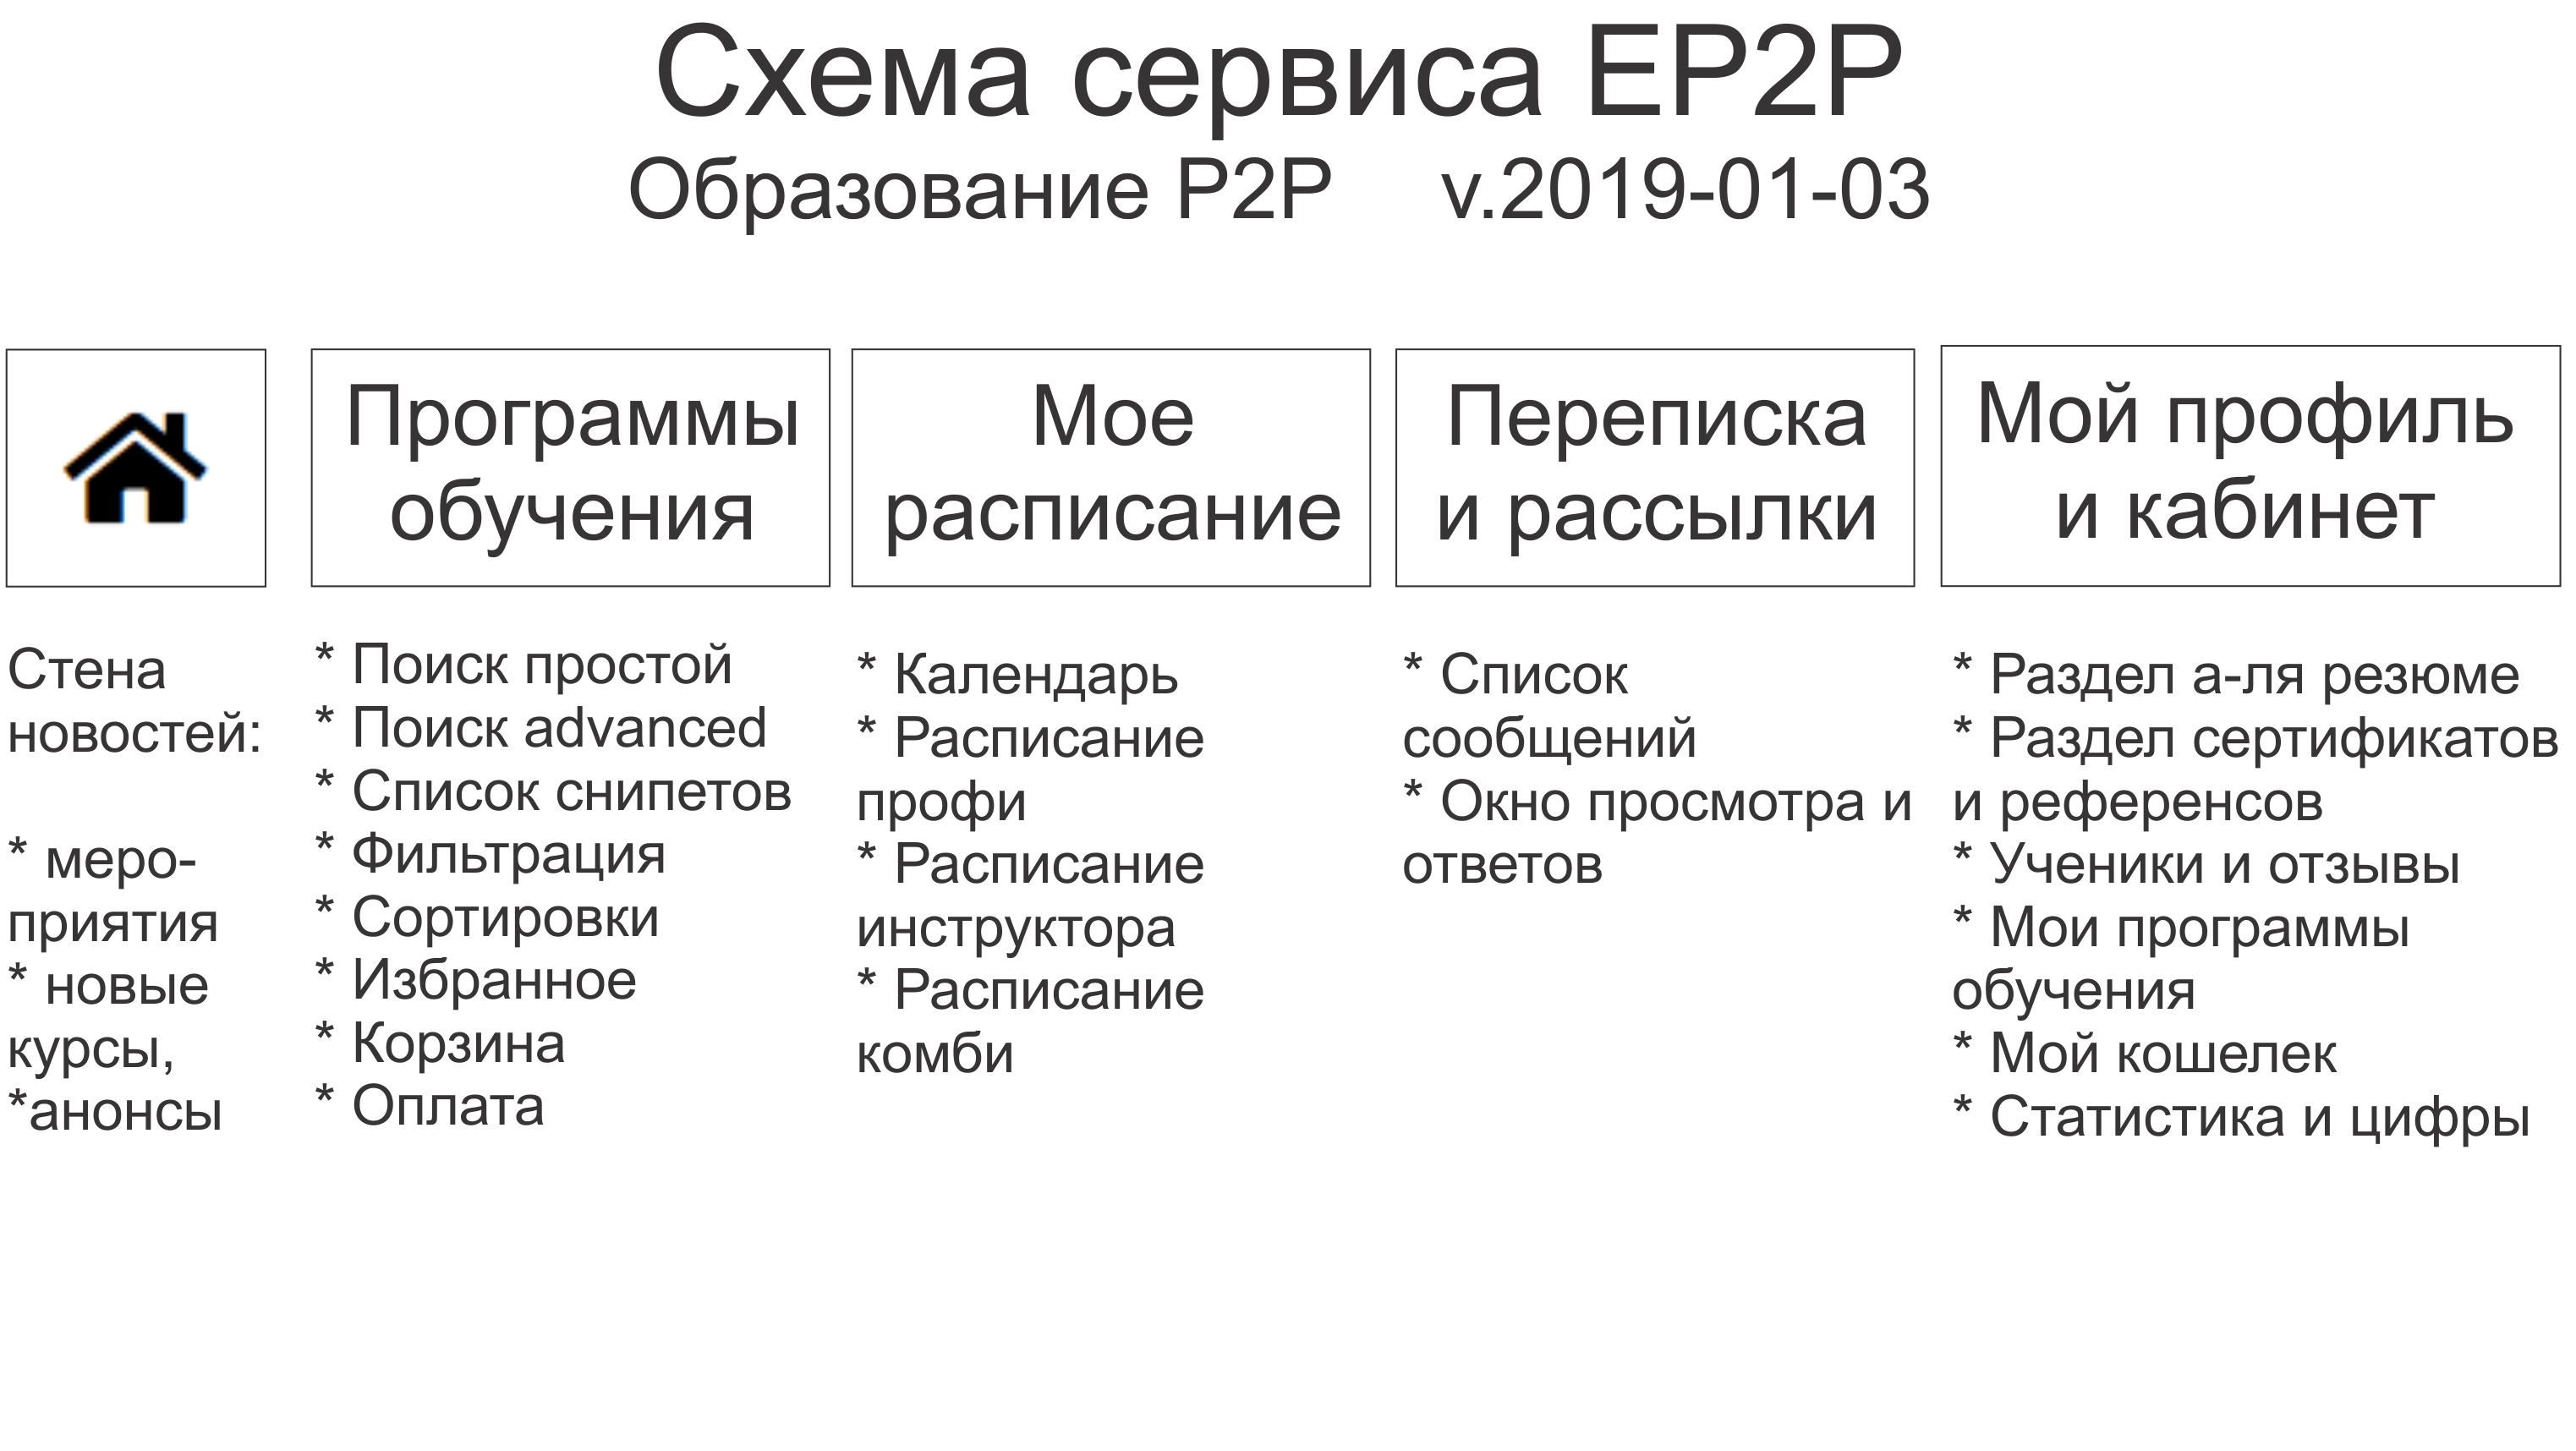 Схема сервиса EP2P
Образование P2P v.2019-01-03
Программы
обучения
Мое
расписание
Переписка
и рассылки
Мой профиль
и кабинет
Стена
новостей:
* меро-
приятия
* новые
курсы,
*анонсы
* Поиск простой
* Поиск advanced
* Список снипетов
* Фильтрация
* Сортировки
* Избранное
* Корзина
* Оплата
* Календарь
* Расписание
профи
* Расписание
инструктора
* Расписание
комби
* Список
сообщений
* Окно просмотра и
ответов
* Раздел а-ля резюме
* Раздел сертификатов
и референсов
* Ученики и отзывы
* Мои программы
обучения
* Мой кошелек
* Статистика и цифры